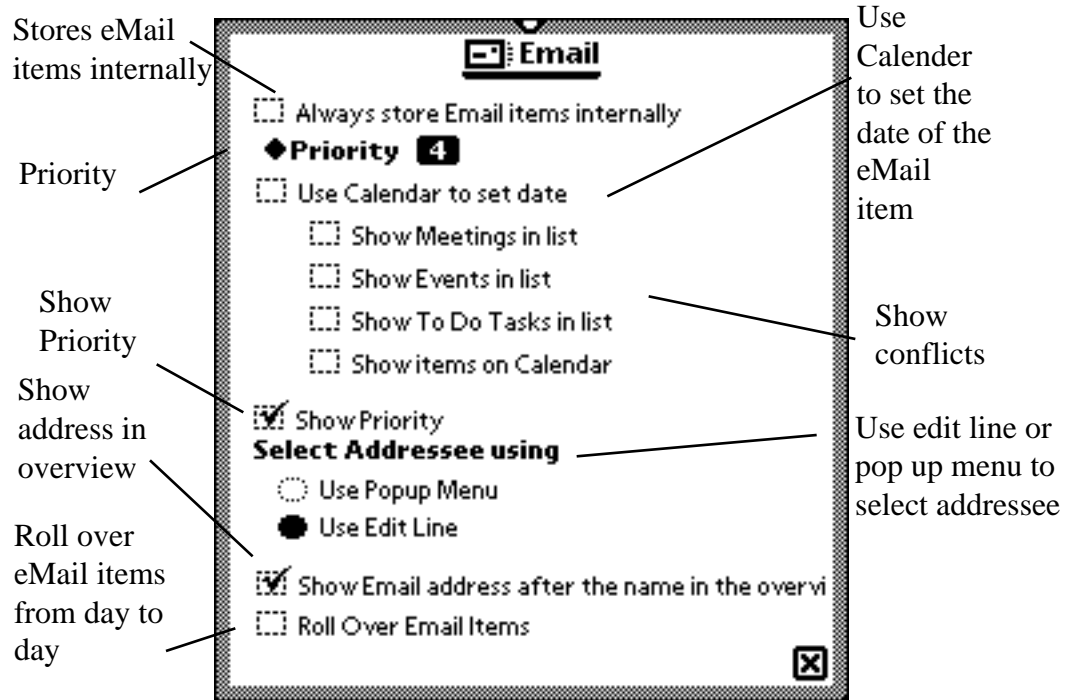 Stores eMail
items internally
Priority
Show
Priority
Show
address in
overview
Roll over
eMail items
from day to
day
Email
Always store Email items internally
Priority 4
Use Calendar to set date
Show Meetings in list
Show Events in list
Show To Do Tasks in list
Show items on Calendar
Show Priority
Select Addressee using
Use Popup Menu
Use Edit Line
Show Email address after the name in the overvi
Roll Over Email Items
Use
Calender
to set the
date of the
eMail
item
Show
conflicts
Use edit line or
pop up menu to
select addressee